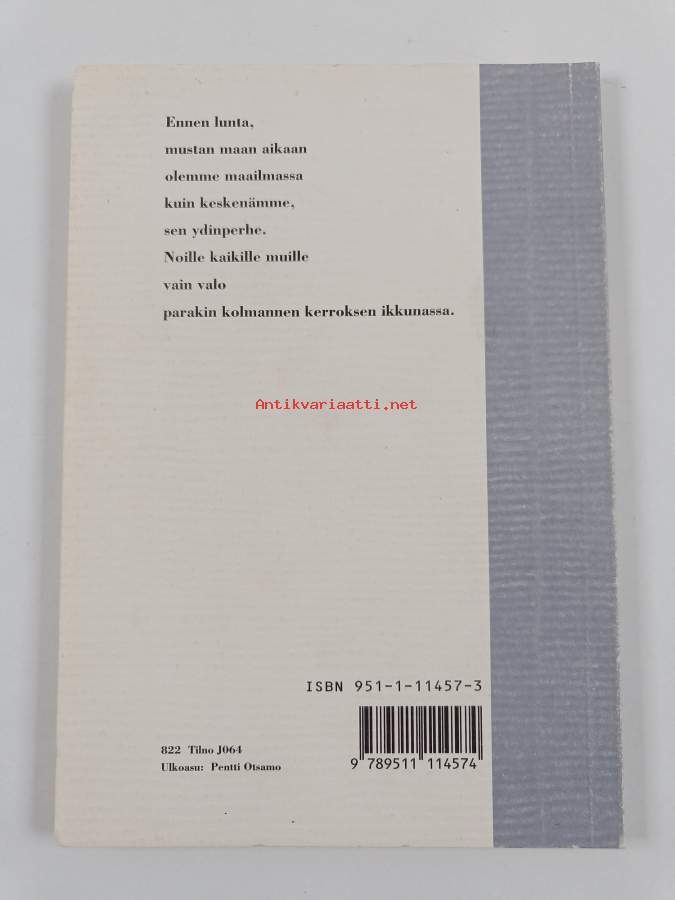 Ennen lunta,
mustan maan aikaan
olemme maailmassa
kuin keskenämme,
sen ydinperhe.
Noille kaikille muille
vain valo
parakin kolmannen kerroksen ikkunassa.
Antikvariaatti.net
ISBN 951-1-11457-3
822 Tilno J064
Ulkoasu: Pentti Otsamo
9 789511 114574